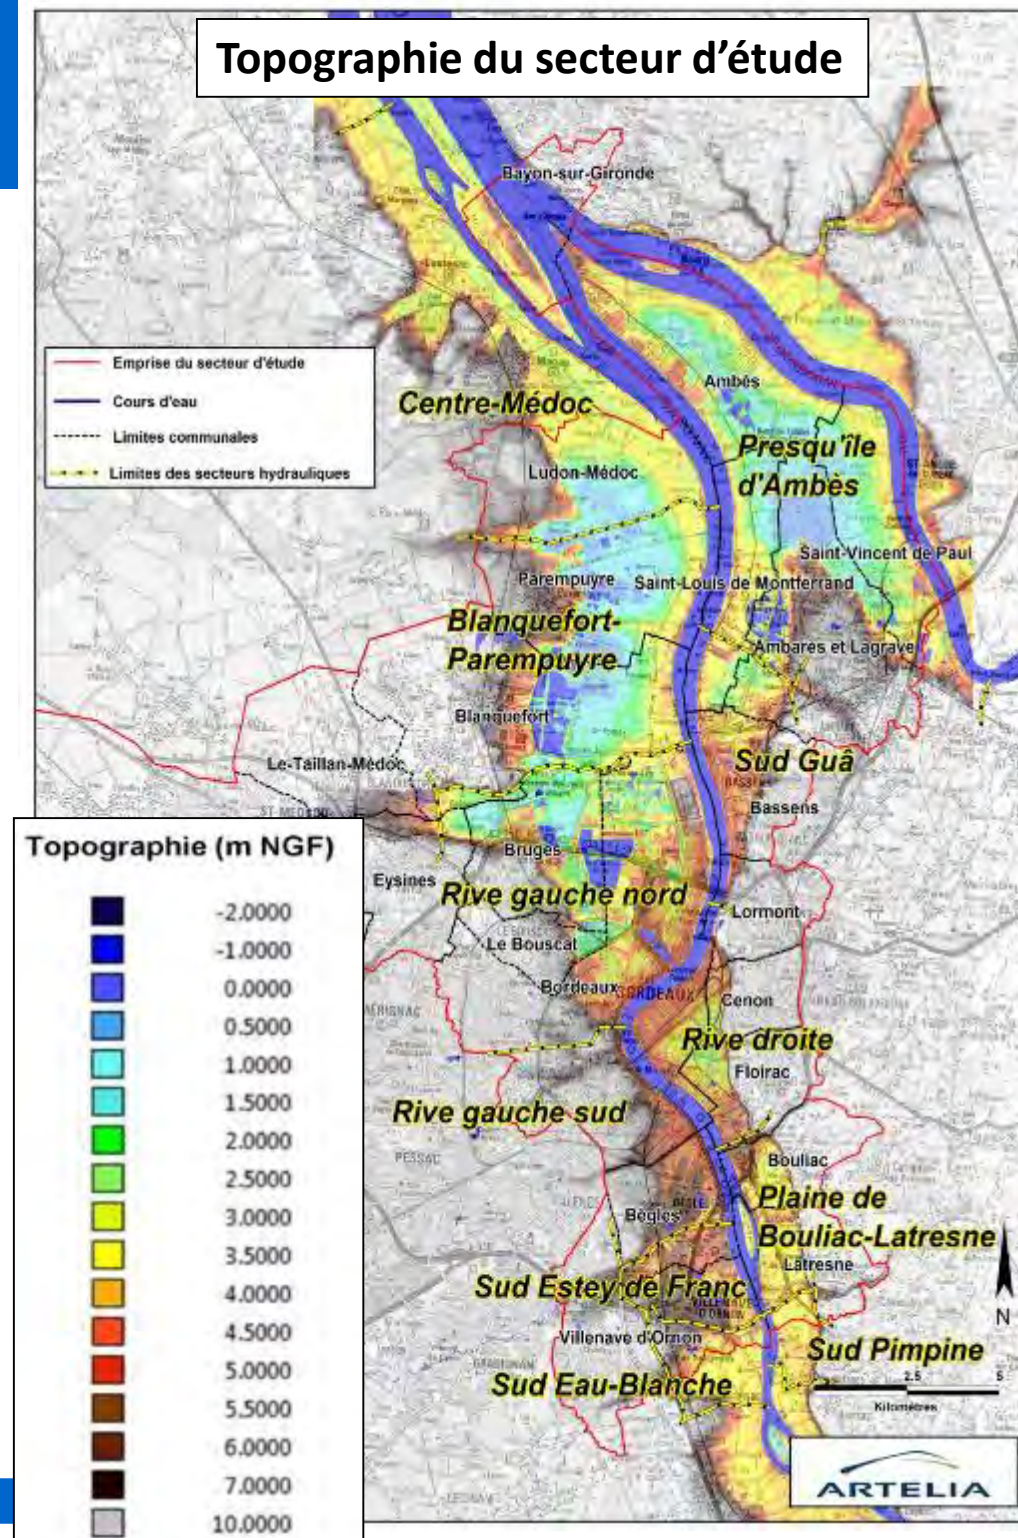 Topographie du secteur d'étude
Bayon-sur-Gironde
Emprise du secteur d'étude
Cours d'eau
Limites communales
Limites des secteurs hydrauliques
Ambès
Centre-Médoc
Presqu'île
d'Ambès
Ludon-Médoc
Saint-Vincent de Paul
Parempuyre
Saint-Louis de Montferrand
Blanquefort-
Parempuyre
Ambares et Lagrave
Blanquefort
Le-Taillan-Médoc
Sud Guâ
Bassens
Topographie (m NGF)
-2.0000
-1.0000
0.0000
0.5000
1.0000
1.5000
2.0000
2.5000
3.0000
3.5000
4.0000
4.5000
5.0000
5.5000
6.0000
7.0000
10.0000
Bruges
Eysines
Rive gauche nord
Lormont
Le Bouscat
Bordeaux
BORDEAUX
Cenon
Rive droite
Floirac
Rive gauche sud
PESSAC
Bouliac
Bègles
Plaine de
Bouliac-Latresne
Latresne
Sud Estey de Franc
Villenave d'Ornon
Sud Pimpine
Sud Eau-Blanche
N
2.5
5
Kilomètres
ARTELIA